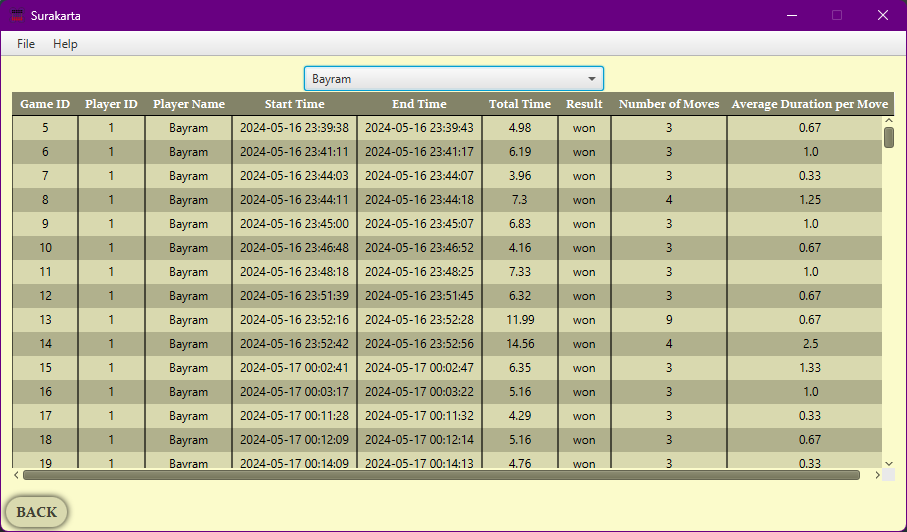 Surakarta
File Help
Bayram
Game ID Player ID Player Name Start Time End Time Total Time Result Number of Moves Average Duration per Move
5 1 Bayram 2024-05-16 23:39:38 2024-05-16 23:39:43 4.98 won 3 0.67
6 1 Bayram 2024-05-16 23:41:11 2024-05-16 23:41:17 6.19 won 3 1.0
7 1 Bayram 2024-05-16 23:44:03 2024-05-16 23:44:07 3.96 won 3 0.33
8 1 Bayram 2024-05-16 23:44:11 2024-05-16 23:44:18 7.3 won 4 1.25
9 1 Bayram 2024-05-16 23:45:00 2024-05-16 23:45:07 6.83 won 3 1.0
10 1 Bayram 2024-05-16 23:46:48 2024-05-16 23:46:52 4.16 won 3 0.67
11 1 Bayram 2024-05-16 23:48:18 2024-05-16 23:48:25 7.33 won 3 1.0
12 1 Bayram 2024-05-16 23:51:39 2024-05-16 23:51:45 6.32 won 3 0.67
13 1 Bayram 2024-05-16 23:52:16 2024-05-16 23:52:28 11.99 won 9 0.67
14 1 Bayram 2024-05-16 23:52:42 2024-05-16 23:52:56 14.56 won 4 2.5
15 1 Bayram 2024-05-17 00:02:41 2024-05-17 00:02:47 6.35 won 3 1.33
16 1 Bayram 2024-05-17 00:03:17 2024-05-17 00:03:22 5.16 won 3 1.0
17 1 Bayram 2024-05-17 00:11:28 2024-05-17 00:11:32 4.29 won 3 0.33
18 1 Bayram 2024-05-17 00:12:09 2024-05-17 00:12:14 5.16 won 3 0.67
19 1 Bayram 2024-05-17 00:14:09 2024-05-17 00:14:13 4.76 won 3 0.33
BACK